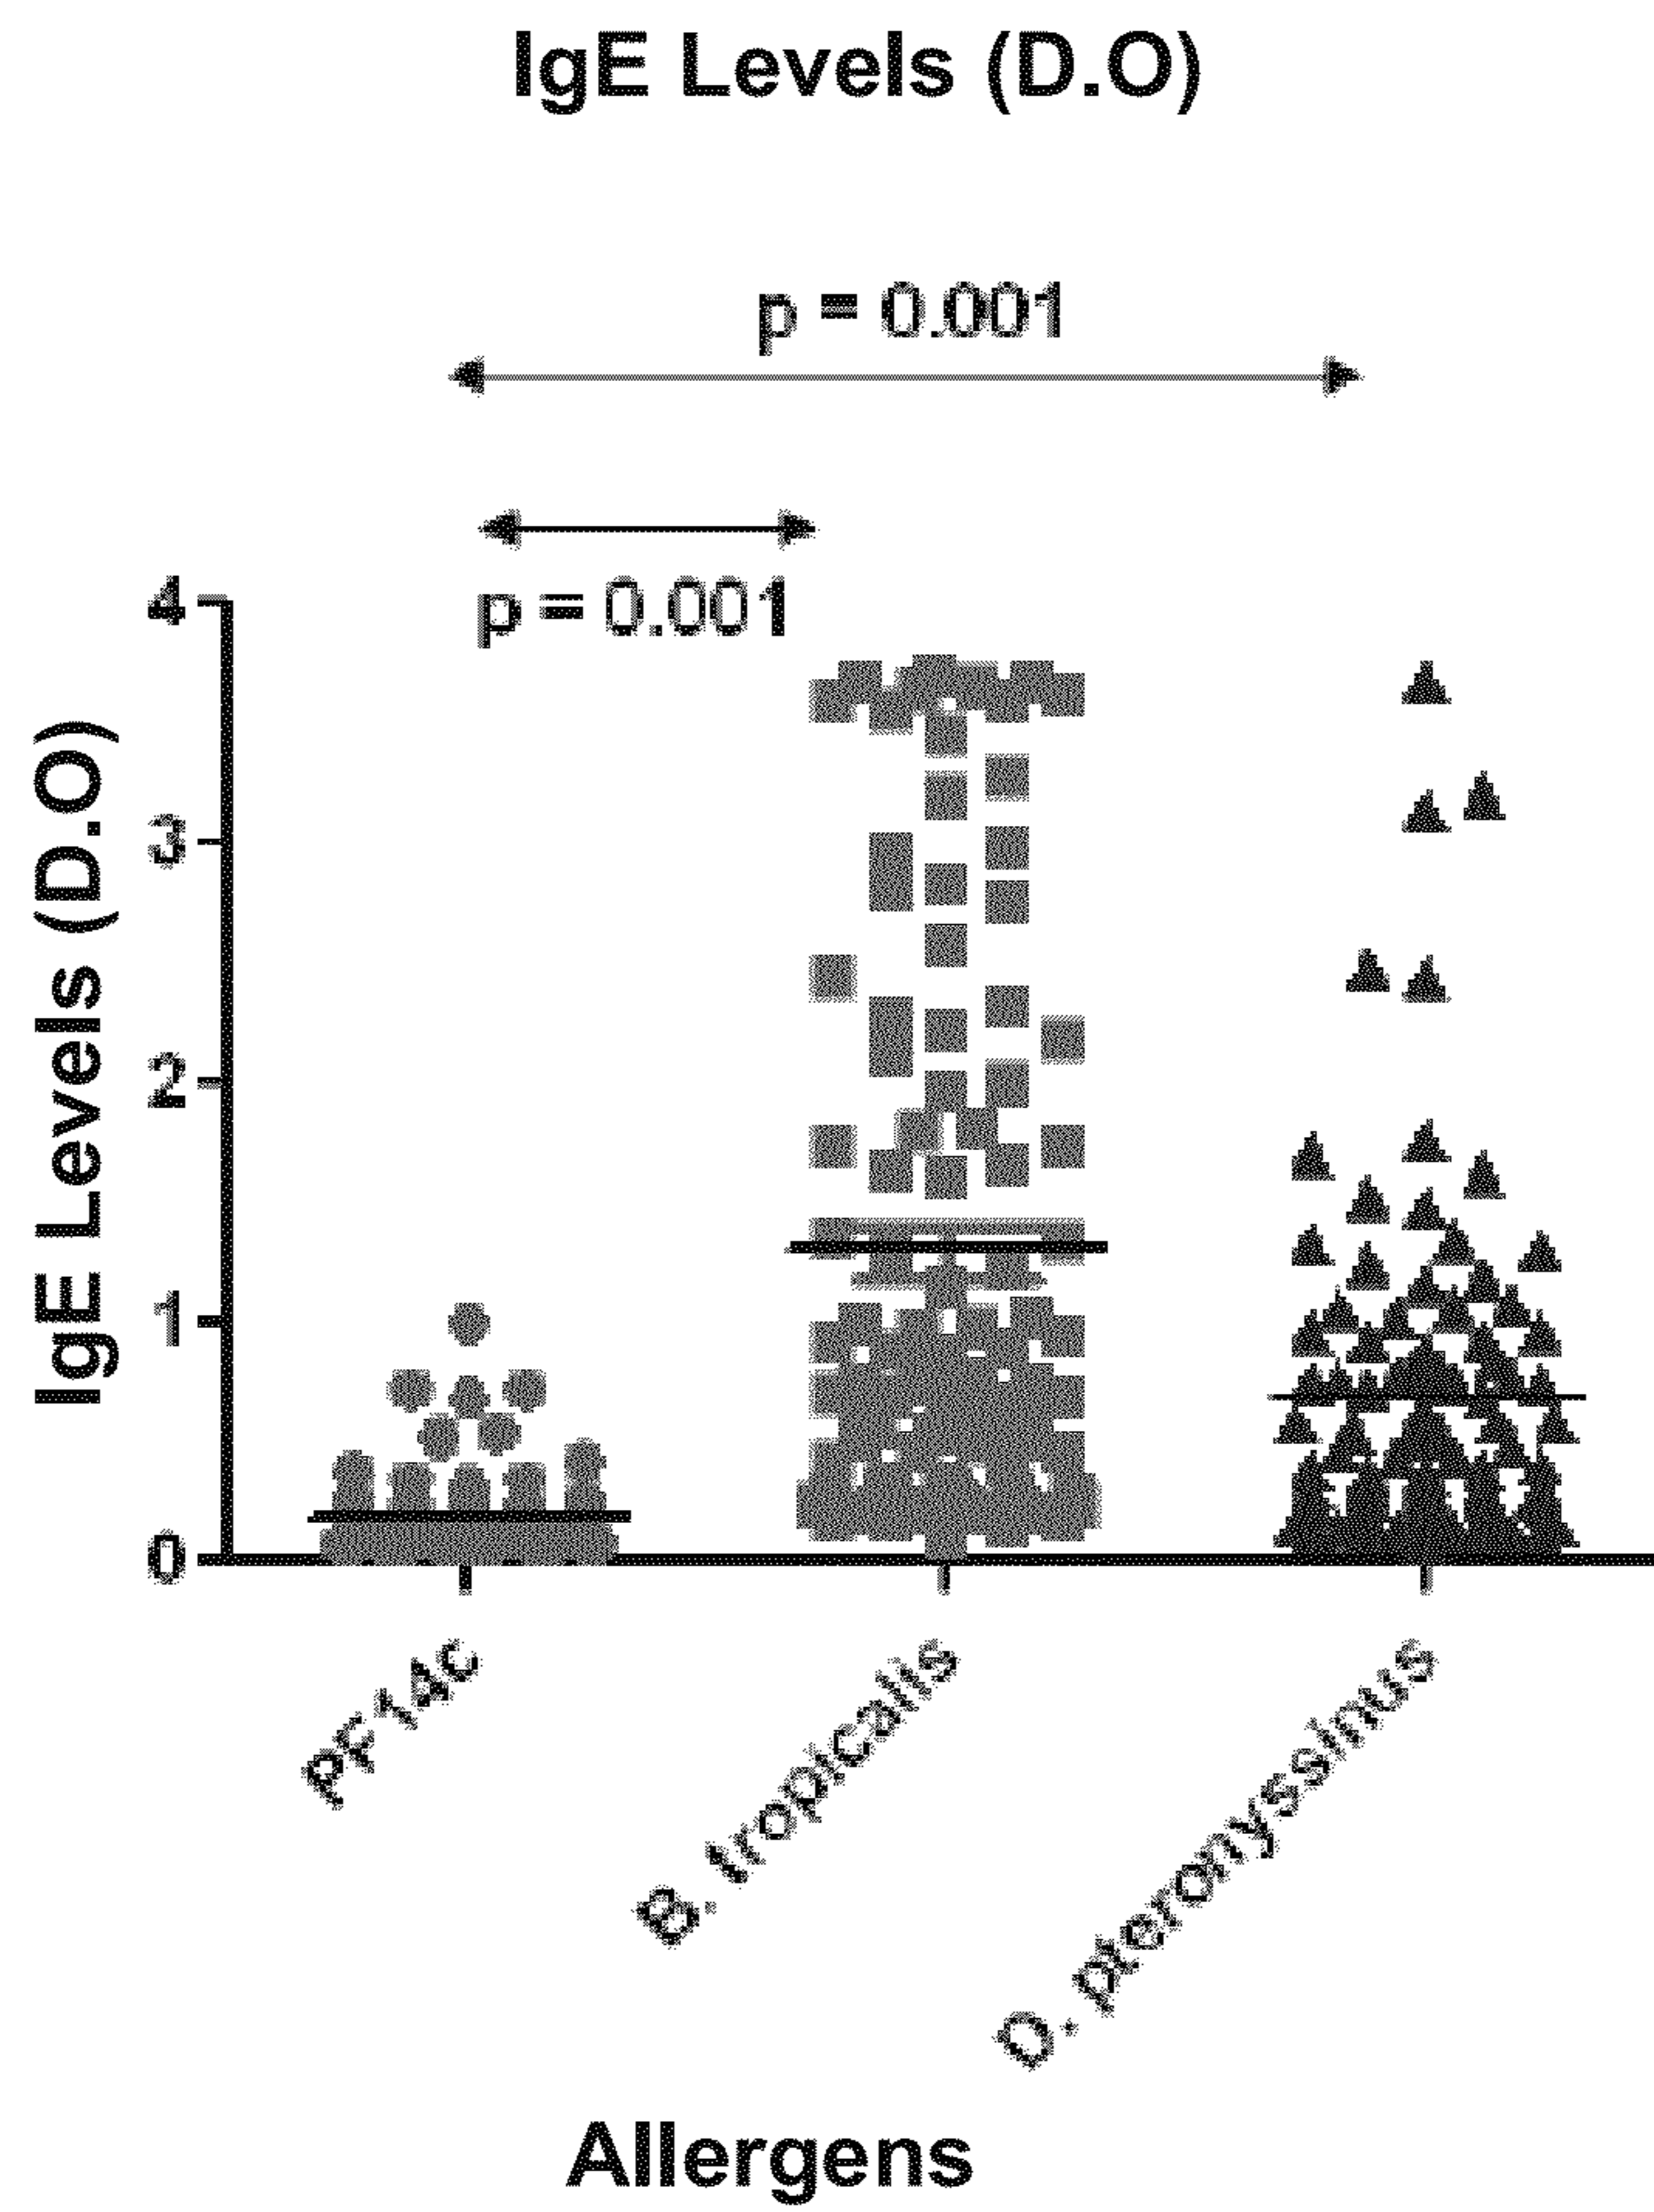 IgE Levels (D.O)
p = 0.001
p = 0.001
IgE Levels (D.O)
4
3
2
1
0
PF14c
B. tropicalis
D. pteronyssinus
Allergens